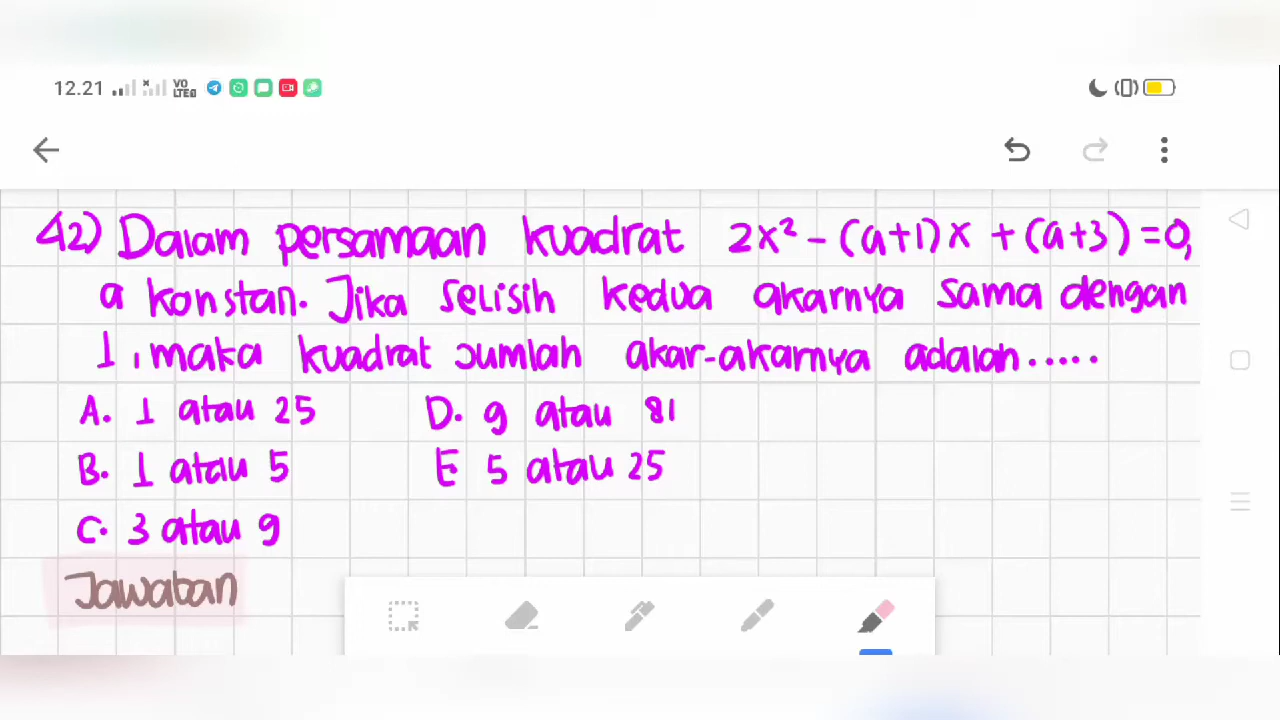 12.21 VO LTE
42) Dalam persamaan kuadrat 2x² - (a+1)x + (a+3) = 0,
a konstan. Jika selisih kedua akarnya sama dengan
1, maka kuadrat jumlah akar-akarnya adalah .....
A. 1 atau 25 D. 9 atau 81
B. 1 atau 5 E. 5 atau 25
C. 3 atau 9
Jawaban